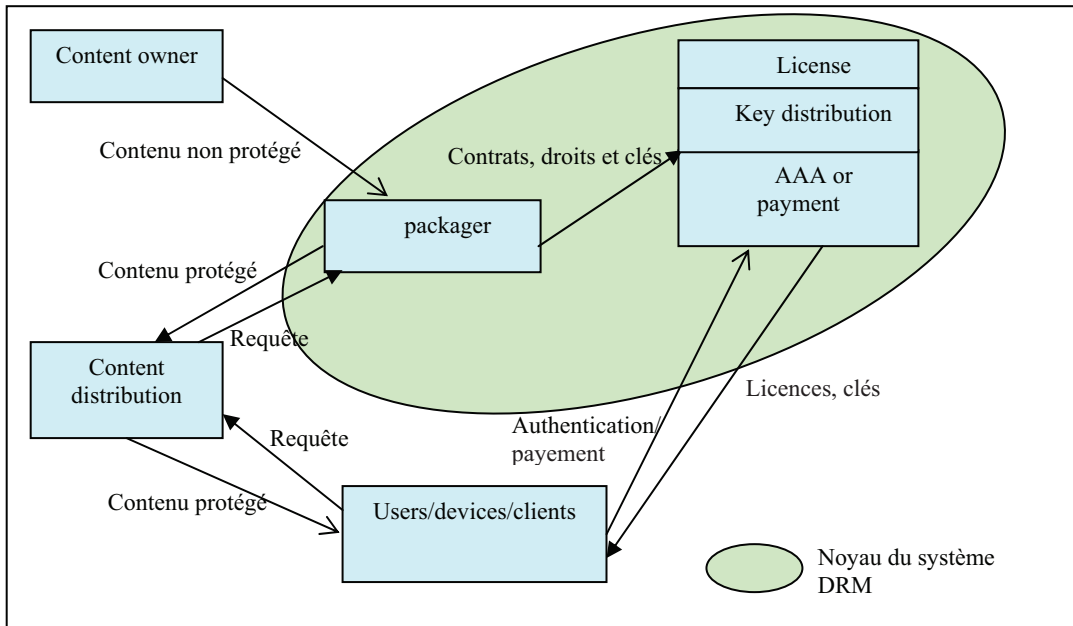 Content owner
License
Key distribution
Contenu non protégé
Contrats, droits et clés
AAA or
payment
packager
Contenu protégé
Requête
Content
distribution
Licences, clés
Authentication/
payement
Requête
Contenu protégé
Users/devices/clients
Noyau du système
DRM